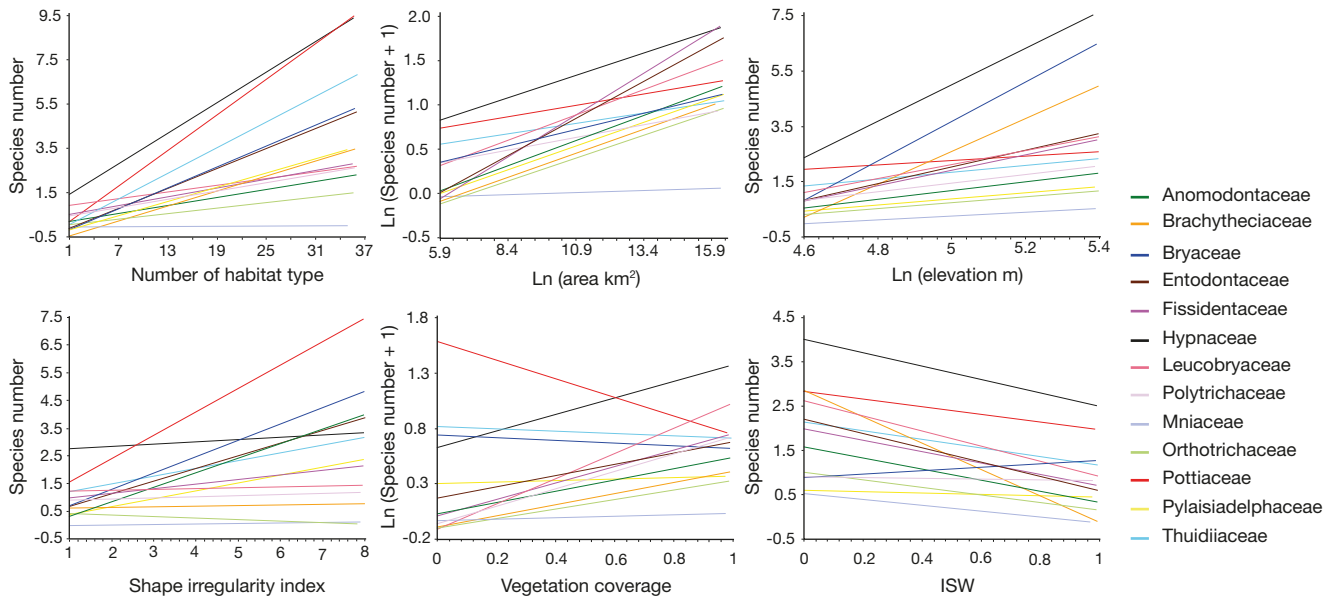 Species number
9.5
7.5
5.5
3.5
1.5
-0.5
1
7
13
19
25
31
37
Number of habitat type
Ln (Species number + 1)
2.0
1.5
1.0
0.5
0.0
-0.5
5.9
8.4
10.9
13.4
15.9
Ln (area km²)
Species number
7.5
5.5
3.5
1.5
-0.5
4.6
4.8
5
5.2
5.4
Ln (elevation m)
Species number
7.5
6.5
5.5
4.5
3.5
2.5
1.5
0.5
-0.5
1
2
3
4
5
6
7
8
Shape irregularity index
Ln (Species number + 1)
1.8
1.3
0.8
0.3
-0.2
0
0.2
0.4
0.6
0.8
1
Vegetation coverage
Species number
4.5
3.5
2.5
1.5
0.5
-0.5
0
0.2
0.4
0.6
0.8
1
ISW
Anomodontaceae
Brachytheciaceae
Bryaceae
Entodontaceae
Fissidentaceae
Hypnaceae
Leucobryaceae
Polytrichaceae
Mniaceae
Orthotrichaceae
Pottiaceae
Pylaisiadelphaceae
Thuidiiaceae